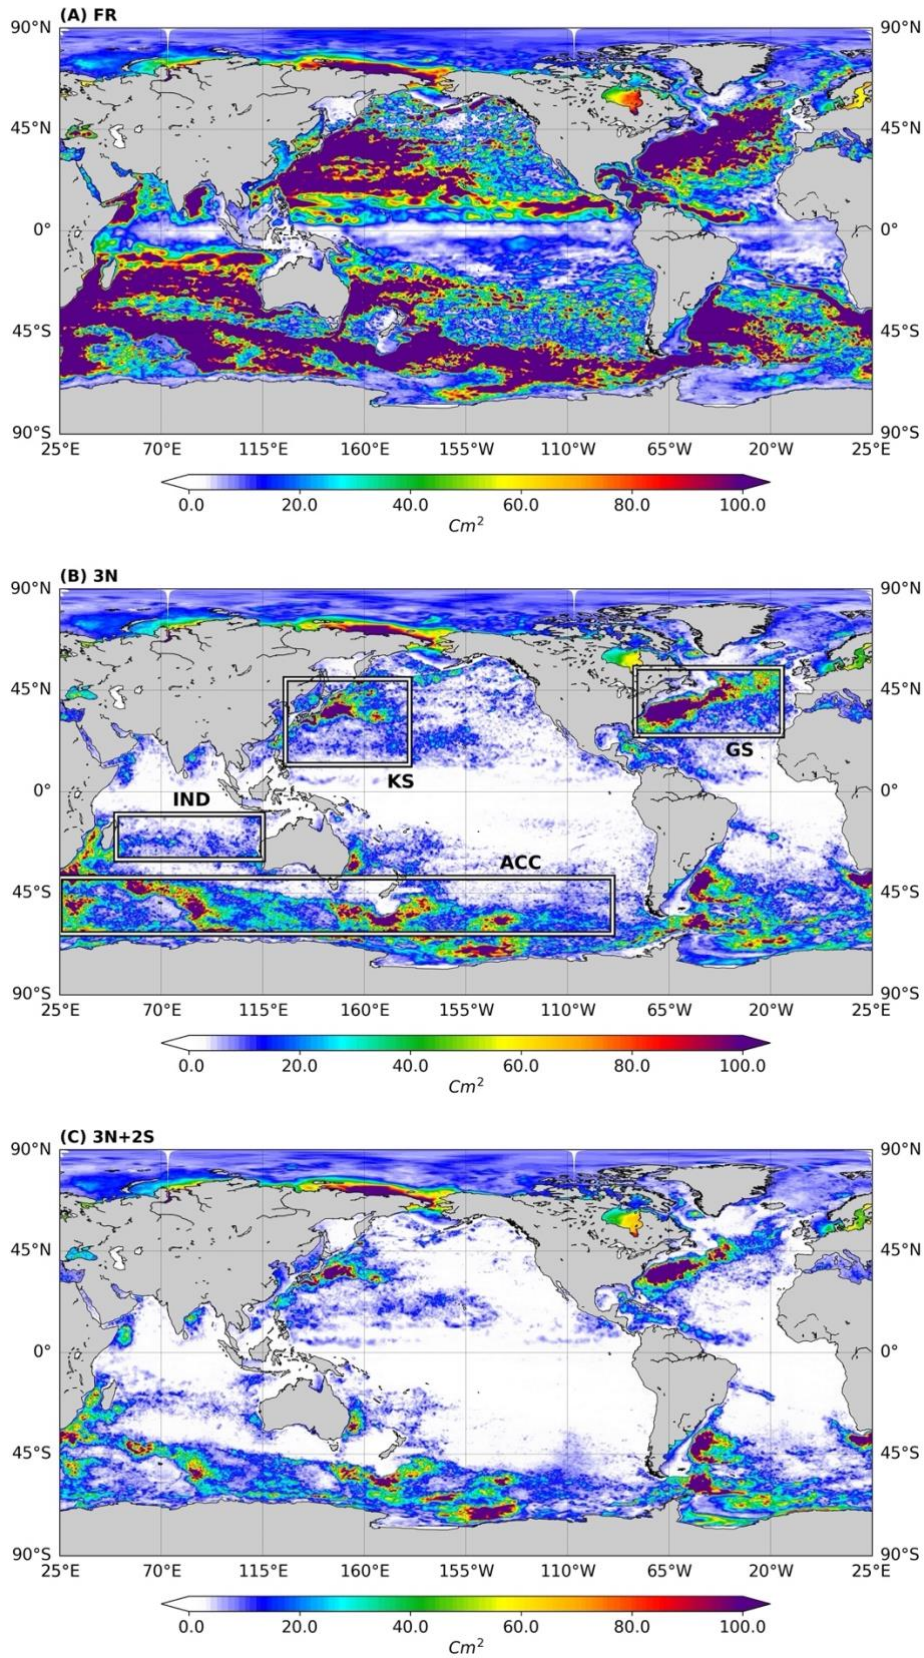 (A) FR
90°N 90°N
45°N 45°N
0° 0°
45°S 45°S
90°S 90°S
25°E 70°E 115°E 160°E 155°W 110°W 65°W 20°W 25°E
0.0 20.0 40.0 60.0 80.0 100.0
Cm²
(B) 3N
90°N 90°N
45°N 45°N
GS
KS
0° 0°
IND
ACC
45°S 45°S
90°S 90°S
25°E 70°E 115°E 160°E 155°W 110°W 65°W 20°W 25°E
0.0 20.0 40.0 60.0 80.0 100.0
Cm²
(C) 3N+2S
90°N 90°N
45°N 45°N
0° 0°
45°S 45°S
90°S 90°S
25°E 70°E 115°E 160°E 155°W 110°W 65°W 20°W 25°E
0.0 20.0 40.0 60.0 80.0 100.0
Cm²